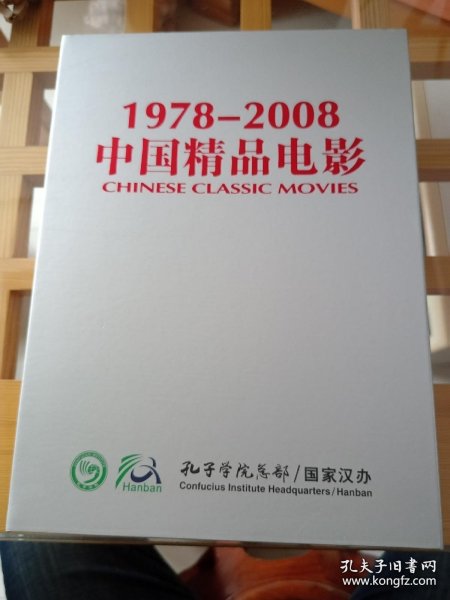 1978-2008
中国精品电影
CHINESE CLASSIC MOVIES
Hanban
孔子学院总部/国家汉办
Confucius Institute Headquarters/Hanban
孔夫子旧书网
www.kongfz.com